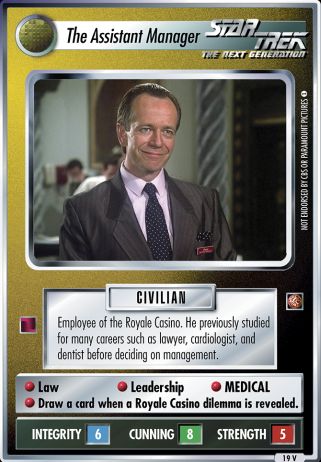 The Assistant Manager
STAR TREK
THE NEXT GENERATION
NOT ENDORSED BY CBS OR PARAMOUNT PICTURES
CIVILIAN
Employee of the Royale Casino. He previously studied
for many careers such as lawyer, cardiologist, and
dentist before deciding on management.
Law Leadership MEDICAL
Draw a card when a Royale Casino dilemma is revealed.
INTEGRITY 6 CUNNING 8 STRENGTH 5
19 V